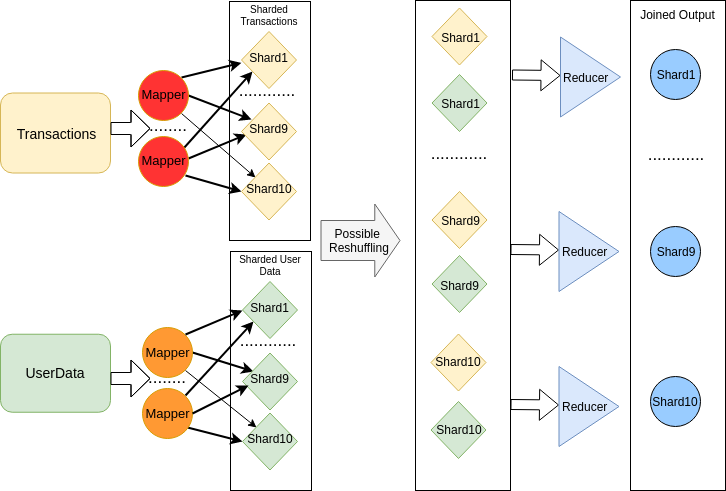 Sharded
Transactions
Shard1
Mapper
Transactions
Shard9
Mapper
Shard10
Sharded User
Data
Shard1
Mapper
UserData
Shard9
Mapper
Shard10
Possible
Reshuffling
Shard1
Shard1
Shard9
Shard9
Shard10
Shard10
Reducer
Reducer
Reducer
Joined Output
Shard1
Shard9
Shard10